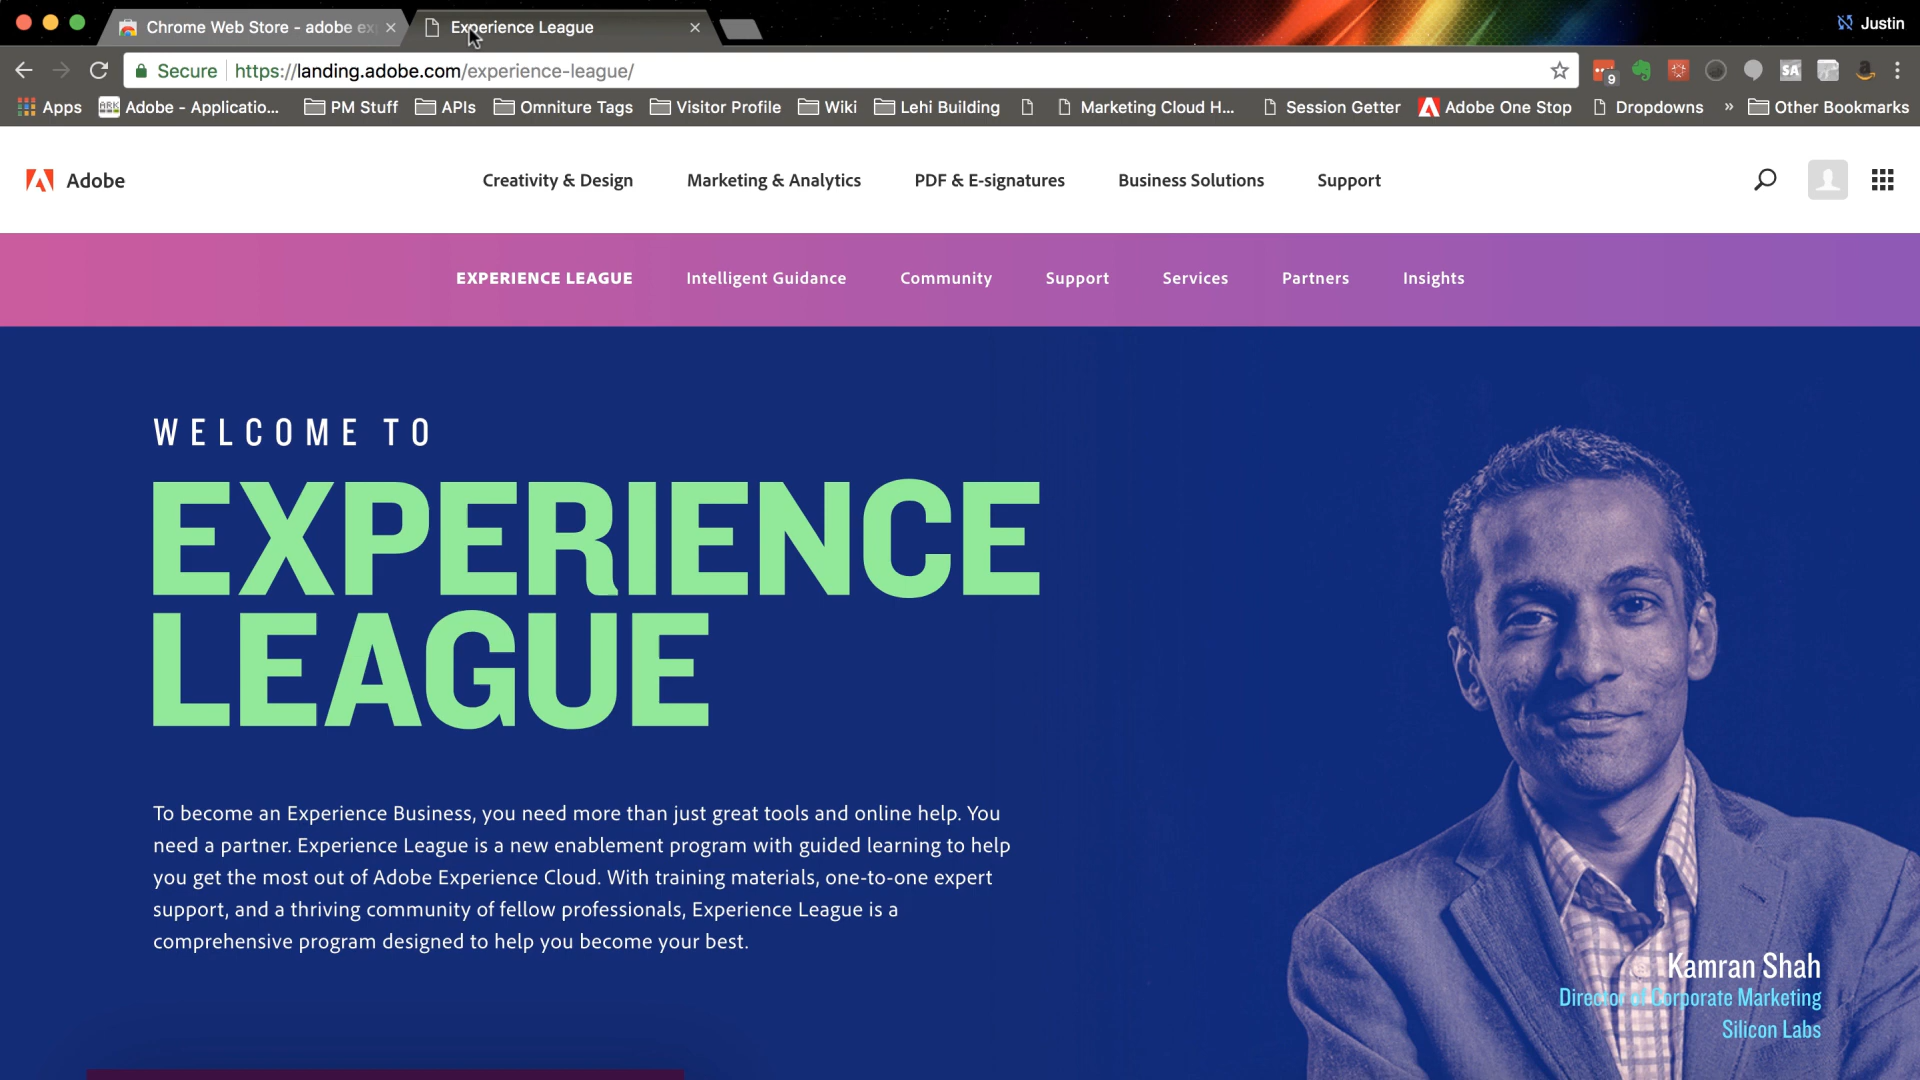 Chrome Web Store - adobe ex
Experience League
Justin
Secure
https://landing.adobe.com/experience-league/
9
SA
Apps
ARK
Adobe - Applicatio...
PM Stuff
APIs
Omniture Tags
Visitor Profile
Wiki
Lehi Building
Marketing Cloud H...
Session Getter
Adobe One Stop
Dropdowns
»
Other Bookmarks
Adobe
Creativity & Design
Marketing & Analytics
PDF & E-signatures
Business Solutions
Support
EXPERIENCE LEAGUE
Intelligent Guidance
Community
Support
Services
Partners
Insights
WELCOME TO
EXPERIENCE
LEAGUE
To become an Experience Business, you need more than just great tools and online help. You
need a partner. Experience League is a new enablement program with guided learning to help
you get the most out of Adobe Experience Cloud. With training materials, one-to-one expert
support, and a thriving community of fellow professionals, Experience League is a
comprehensive program designed to help you become your best.
Kamran Shah
Director of Corporate Marketing
Silicon Labs